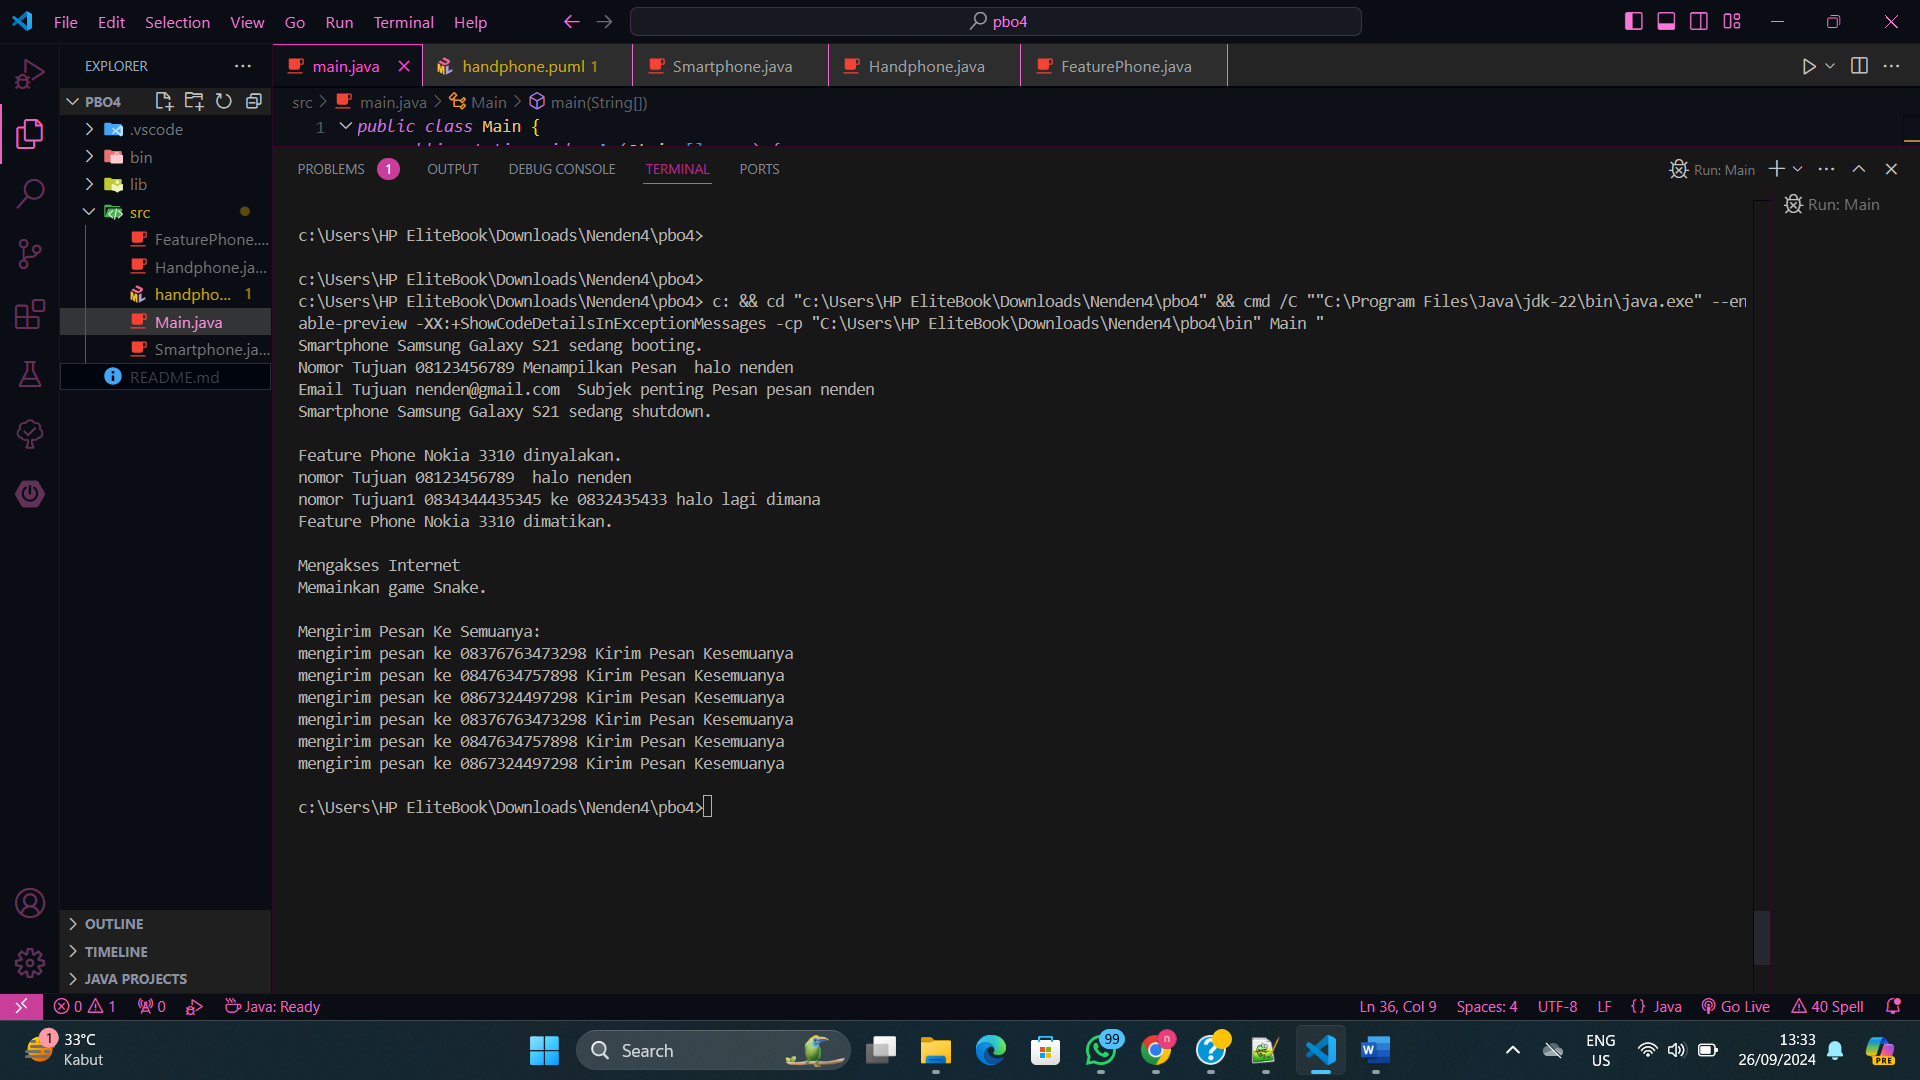 File Edit Selection View Go Run Terminal Help
pbo4
EXPLORER
main.java
handphone.puml 1
Smartphone.java
Handphone.java
FeaturePhone.java
PBO4
.vscode
bin
lib
src
FeaturePhone....
Handphone.ja...
handpho... 1
Main.java
Smartphone.ja...
README.md
OUTLINE
TIMELINE
JAVA PROJECTS
src > main.java > Main > main(String[])
1 public class Main {
PROBLEMS 1 OUTPUT DEBUG CONSOLE TERMINAL PORTS
Run: Main
Run: Main
c:\Users\HP EliteBook\Downloads\Nenden4\pbo4>
c:\Users\HP EliteBook\Downloads\Nenden4\pbo4>
c:\Users\HP EliteBook\Downloads\Nenden4\pbo4> c: && cd "c:\Users\HP EliteBook\Downloads\Nenden4\pbo4" && cmd /C ""C:\Program Files\Java\jdk-22\bin\java.exe" --en
able-preview -XX:+ShowCodeDetailsInExceptionMessages -cp "C:\Users\HP EliteBook\Downloads\Nenden4\pbo4\bin" Main "
Smartphone Samsung Galaxy S21 sedang booting.
Nomor Tujuan 08123456789 Menampilkan Pesan  halo nenden
Email Tujuan nenden@gmail.com  Subjek penting Pesan pesan nenden
Smartphone Samsung Galaxy S21 sedang shutdown.
Feature Phone Nokia 3310 dinyalakan.
nomor Tujuan 08123456789  halo nenden
nomor Tujuan1 0834344435345 ke 0832435433 halo lagi dimana
Feature Phone Nokia 3310 dimatikan.
Mengakses Internet
Memainkan game Snake.
Mengirim Pesan Ke Semuanya:
mengirim pesan ke 08376763473298 Kirim Pesan Kesemuanya
mengirim pesan ke 0847634757898 Kirim Pesan Kesemuanya
mengirim pesan ke 0867324497298 Kirim Pesan Kesemuanya
mengirim pesan ke 08376763473298 Kirim Pesan Kesemuanya
mengirim pesan ke 0847634757898 Kirim Pesan Kesemuanya
mengirim pesan ke 0867324497298 Kirim Pesan Kesemuanya
c:\Users\HP EliteBook\Downloads\Nenden4\pbo4>
0 1 0 Java: Ready
Ln 36, Col 9 Spaces: 4 UTF-8 LF {} Java Go Live 40 Spell
1
33°C
Kabut
Search
99
n
W
PRE
ENG
US
13:33
26/09/2024